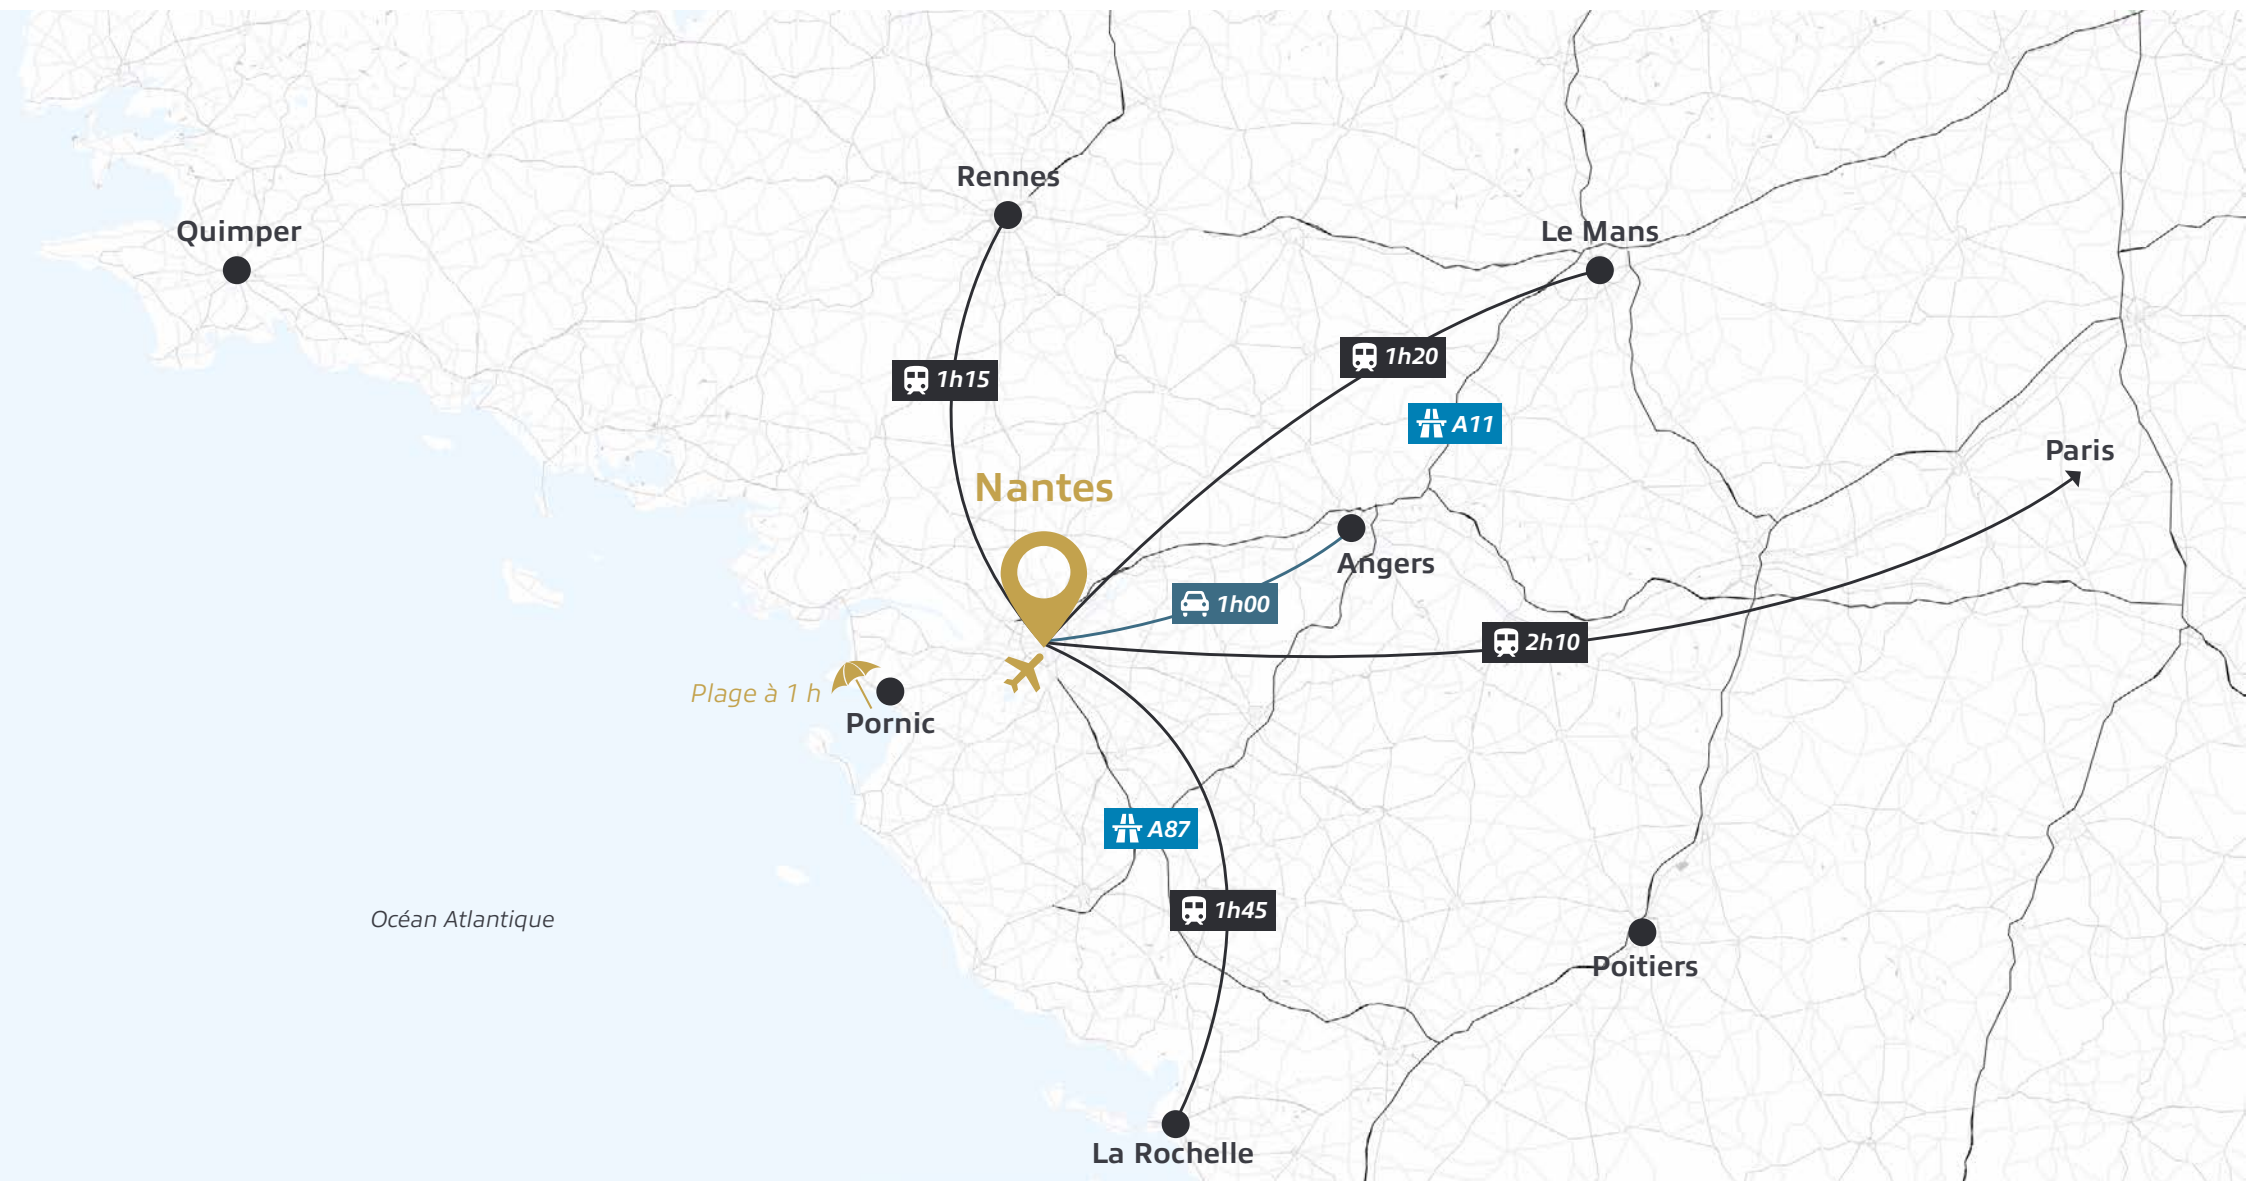 Rennes
Quimper
Le Mans
1h20
1h15
A11
Paris
Nantes
Angers
1h00
2h10
Plage à 1 h
Pornic
A87
1h45
Océan Atlantique
Poitiers
La Rochelle